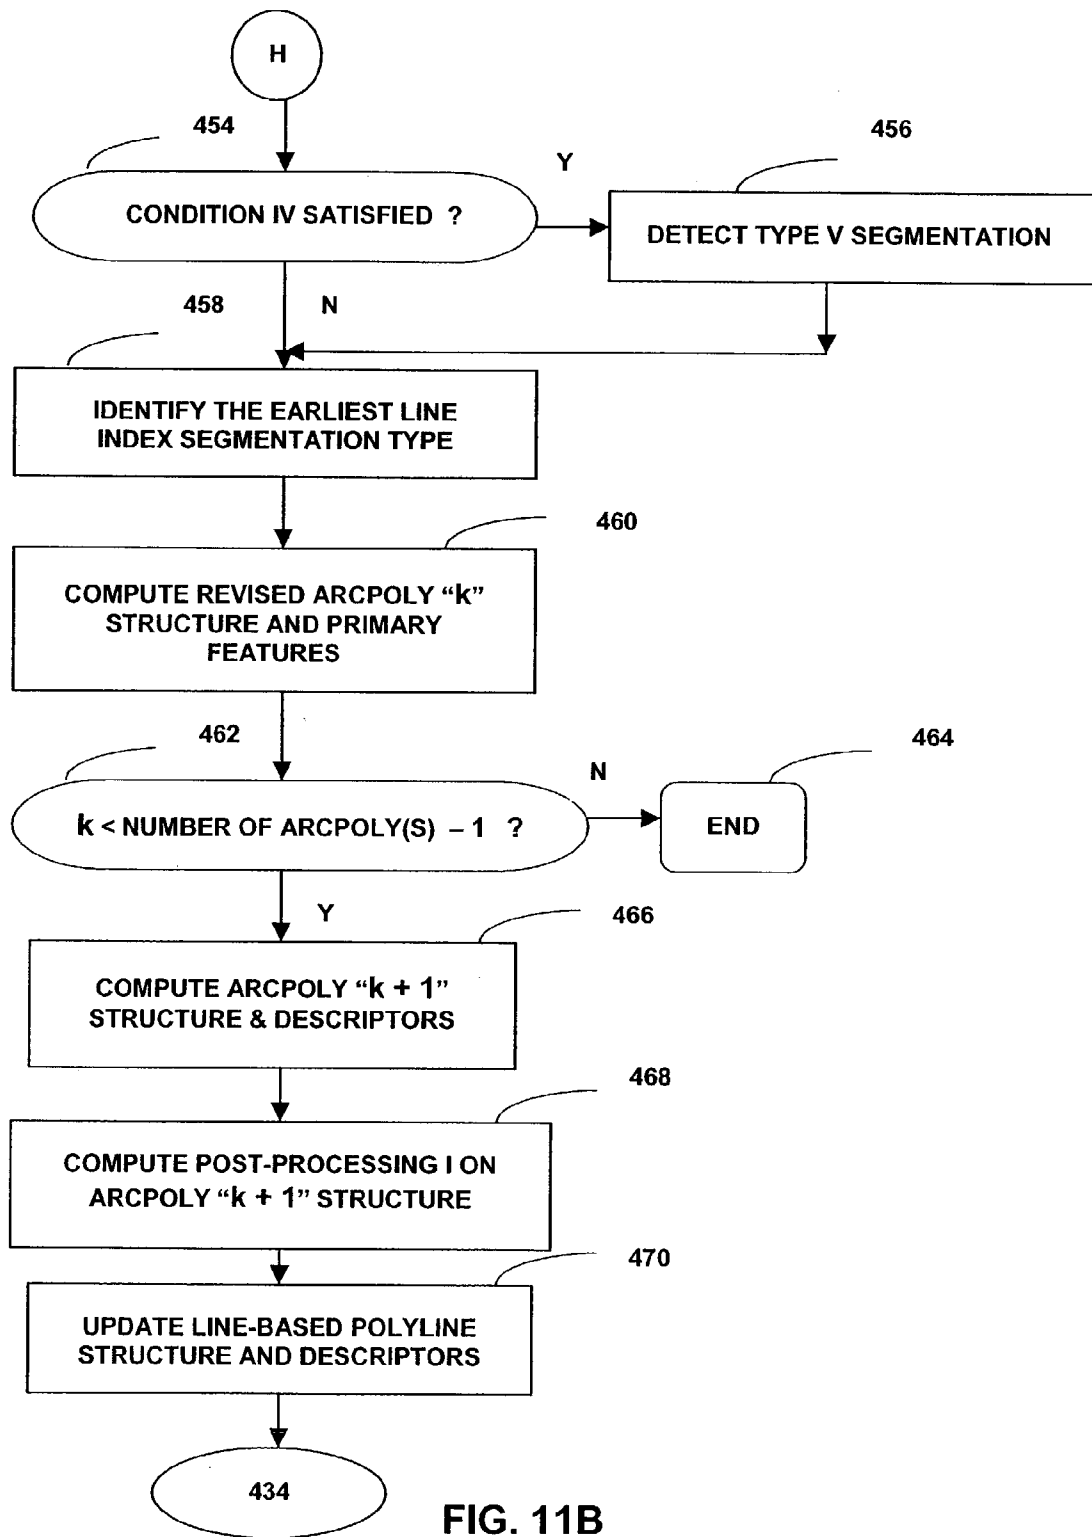 H
454
456
Y
CONDITION IV SATISFIED ?
DETECT TYPE V SEGMENTATION
458
N
IDENTIFY THE EARLIEST LINE
INDEX SEGMENTATION TYPE
460
COMPUTE REVISED ARCPOLY “k”
STRUCTURE AND PRIMARY
FEATURES
462
464
N
k < NUMBER OF ARCPOLY(S) – 1 ?
END
Y
466
COMPUTE ARCPOLY “k + 1”
STRUCTURE & DESCRIPTORS
468
COMPUTE POST-PROCESSING I ON
ARCPOLY “k + 1” STRUCTURE
470
UPDATE LINE-BASED POLYLINE
STRUCTURE AND DESCRIPTORS
434
FIG. 11B